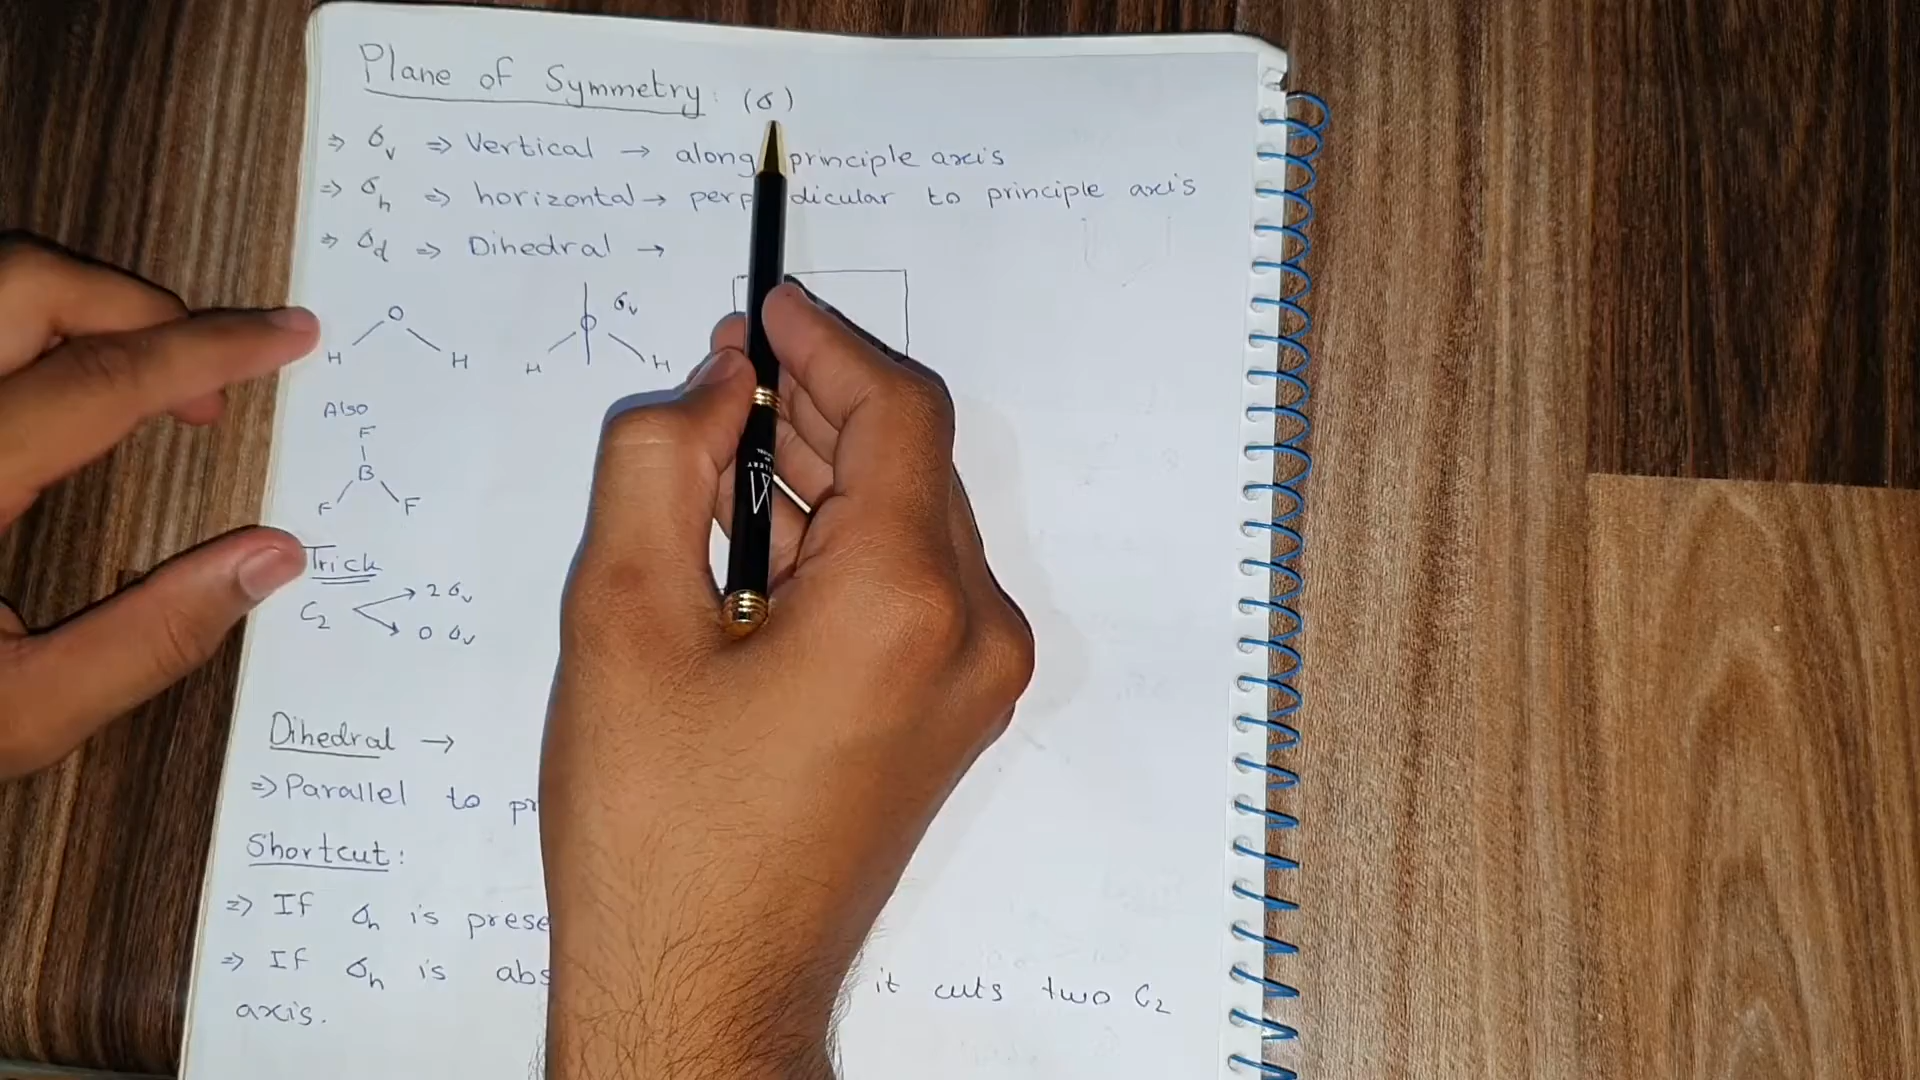 Plane of Symmetry: (σ)
⇒ σv ⇒ Vertical → along principle axis
⇒ σh ⇒ horizontal → perp dicular to principle axis
⇒ σd ⇒ Dihedral →
O
H H
σv
O
H H
Also
F
B
F F
Trick
C2 → 2σv
→ 0 σv
Dihedral →
⇒ Parallel to pr
Shortcut:
⇒ If σh is prese
⇒ If σh is abs it cuts two C2
axis.